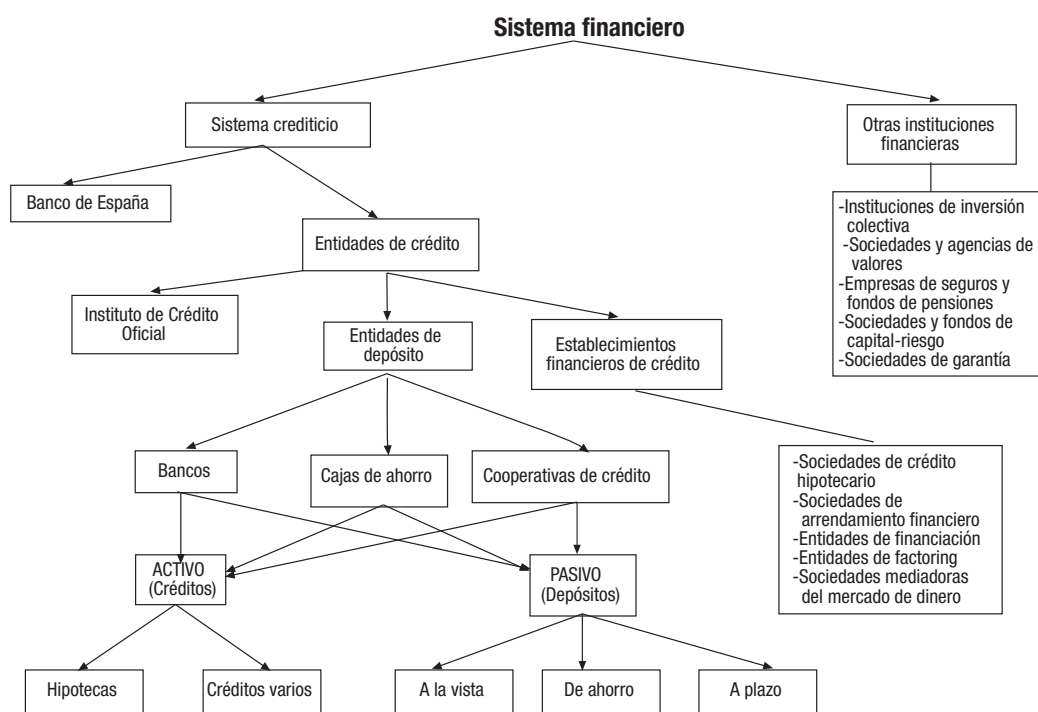 Sistema financiero
Sistema crediticio
Otras instituciones
financieras
Banco de España
-Instituciones de inversión
colectiva
-Sociedades y agencias de
valores
-Empresas de seguros y
fondos de pensiones
-Sociedades y fondos de
capital-riesgo
-Sociedades de garantía
Entidades de crédito
Instituto de Crédito
Oficial
Entidades de
depósito
Establecimientos
financieros de crédito
Bancos
Cajas de ahorro
Cooperativas de crédito
-Sociedades de crédito
hipotecario
-Sociedades de
arrendamiento financiero
-Entidades de financiación
-Entidades de factoring
-Sociedades mediadoras
del mercado de dinero
ACTIVO
(Créditos)
PASIVO
(Depósitos)
Hipotecas
Créditos varios
A la vista
De ahorro
A plazo